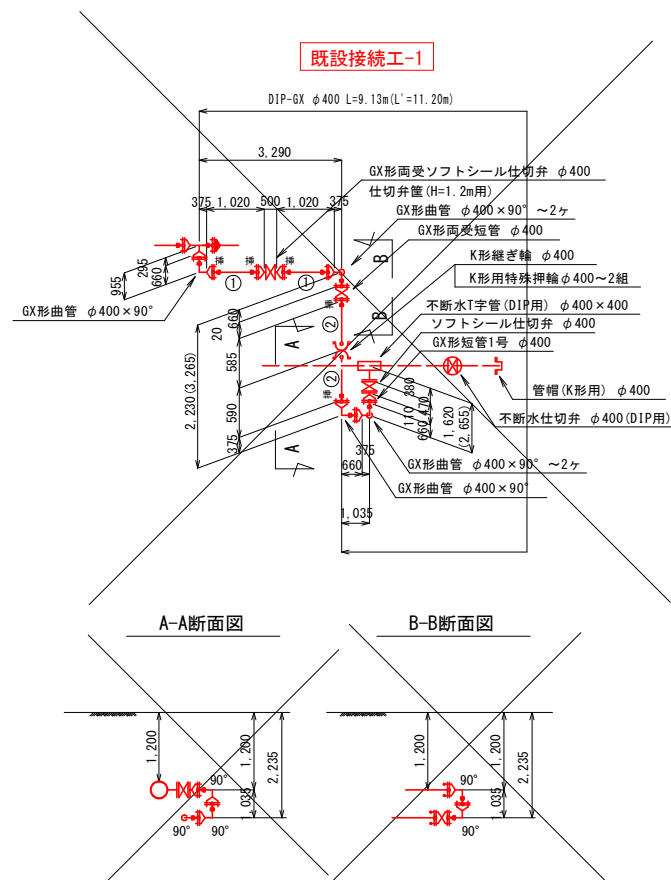 既設接続工-1
DIP-GX φ400 L=9.13m(L'=11.20m)
3,290
GX形両受ソフトシール仕切弁 φ400
仕切弁筐(H=1.2m用)
375 1,020 500 1,020 375
GX形曲管 φ400×90° ～2ヶ
GX形両受短管 φ400
B
K形継ぎ輪 φ400
K形用特殊押輪φ400～2組
挿 挿 挿 挿
295
660
955
① ①
GX形曲管 φ400×90°
挿
②
B
不断水T字管(DIP用) φ400×400
ソフトシール仕切弁 φ400
GX形短管1号 φ400
660
20
A
585
2,230(3,265)
②
挿
590
375
A
380
470
110
660
1,620
(2,655)
管帽(K形用) φ400
不断水仕切弁 φ400(DIP用)
375
660
GX形曲管 φ400×90° ～2ヶ
GX形曲管 φ400×90°
1,035
A-A断面図
B-B断面図
1,200
1,200
2,235
90°
1,035
90° 90°
1,200
1,200
2,235
90°
1,035
90°